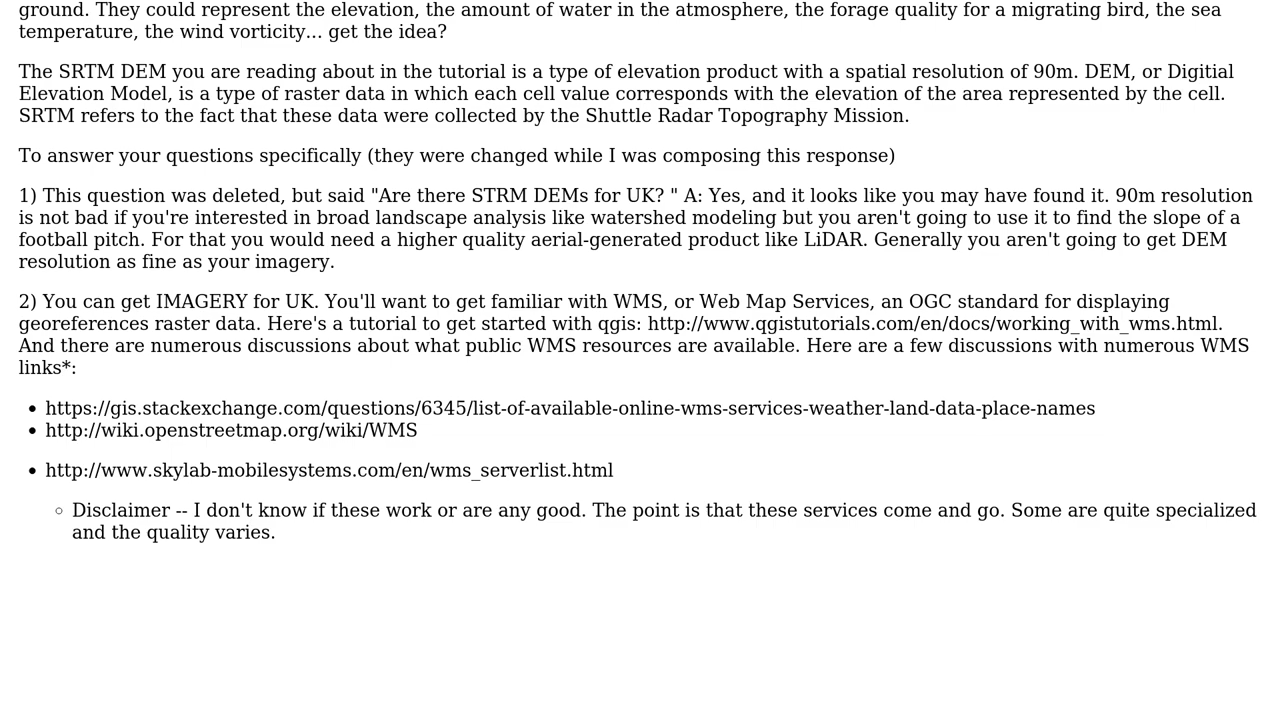 ground. They could represent the elevation, the amount of water in the atmosphere, the forage quality for a migrating bird, the sea
temperature, the wind vorticity... get the idea?
The SRTM DEM you are reading about in the tutorial is a type of elevation product with a spatial resolution of 90m. DEM, or Digitial
Elevation Model, is a type of raster data in which each cell value corresponds with the elevation of the area represented by the cell.
SRTM refers to the fact that these data were collected by the Shuttle Radar Topography Mission.
To answer your questions specifically (they were changed while I was composing this response)
1) This question was deleted, but said "Are there STRM DEMs for UK? " A: Yes, and it looks like you may have found it. 90m resolution
is not bad if you're interested in broad landscape analysis like watershed modeling but you aren't going to use it to find the slope of a
football pitch. For that you would need a higher quality aerial-generated product like LiDAR. Generally you aren't going to get DEM
resolution as fine as your imagery.
2) You can get IMAGERY for UK. You'll want to get familiar with WMS, or Web Map Services, an OGC standard for displaying
georeferences raster data. Here's a tutorial to get started with qgis: http://www.qgistutorials.com/en/docs/working_with_wms.html.
And there are numerous discussions about what public WMS resources are available. Here are a few discussions with numerous WMS
links*:
• https://gis.stackexchange.com/questions/6345/list-of-available-online-wms-services-weather-land-data-place-names
• http://wiki.openstreetmap.org/wiki/WMS
• http://www.skylab-mobilesystems.com/en/wms_serverlist.html
◦ Disclaimer -- I don't know if these work or are any good. The point is that these services come and go. Some are quite specialized
and the quality varies.